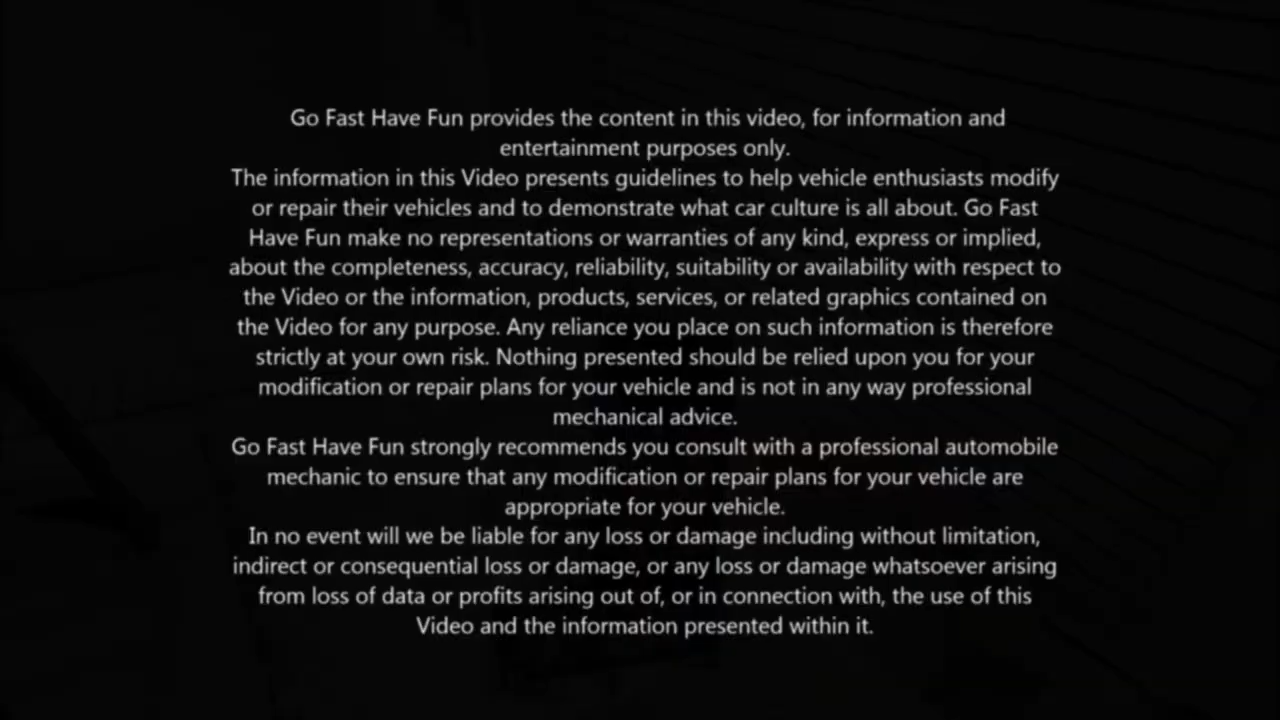 Go Fast Have Fun provides the content in this video, for information and
entertainment purposes only.
The information in this Video presents guidelines to help vehicle enthusiasts modify
or repair their vehicles and to demonstrate what car culture is all about. Go Fast
Have Fun make no representations or warranties of any kind, express or implied,
about the completeness, accuracy, reliability, suitability or availability with respect to
the Video or the information, products, services, or related graphics contained on
the Video for any purpose. Any reliance you place on such information is therefore
strictly at your own risk. Nothing presented should be relied upon you for your
modification or repair plans for your vehicle and is not in any way professional
mechanical advice.
Go Fast Have Fun strongly recommends you consult with a professional automobile
mechanic to ensure that any modification or repair plans for your vehicle are
appropriate for your vehicle.
In no event will we be liable for any loss or damage including without limitation,
indirect or consequential loss or damage, or any loss or damage whatsoever arising
from loss of data or profits arising out of, or in connection with, the use of this
Video and the information presented within it.